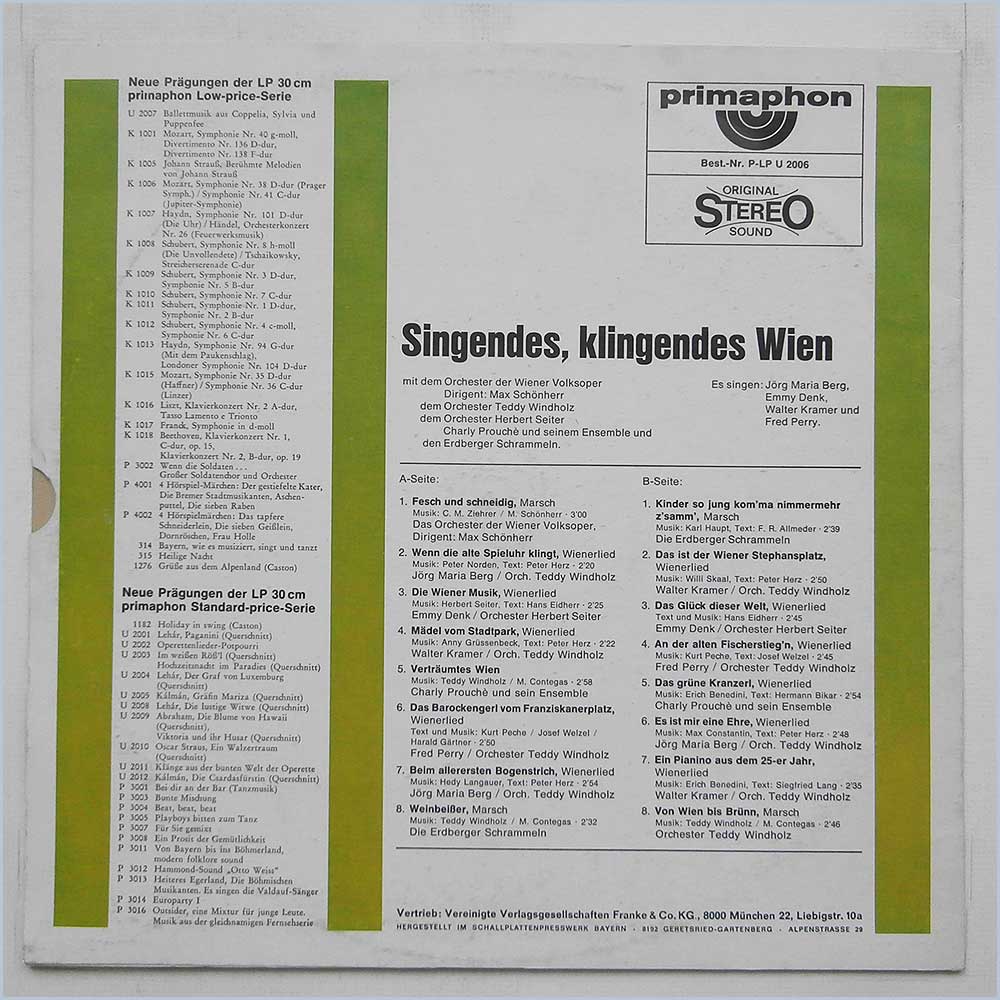 Neue Prägungen der LP 30 cm
primaphon Low-price-Serie
U 2007 Ballettmusik aus Coppelia, Sylvia und
Puppenfee
K 1001 Mozart, Symphonie Nr. 40 g-moll,
Divertimento Nr. 136 D-dur,
Divertimento Nr. 138 F-dur
K 1005 Johann Strauß, Berühmte Melodien
von Johann Strauß
K 1006 Mozart, Symphonie Nr. 38 D-dur (Prager
Symph.) / Symphonie Nr. 41 C-dur
(Jupiter-Symphonie)
K 1007 Haydn, Symphonie Nr. 101 D-dur
(Die Uhr) / Händel, Orchesterkonzert
Nr. 26 (Feuerwerksmusik)
K 1008 Schubert, Symphonie Nr. 8 h-moll
(Die Unvollendete) / Tschaikowsky,
Streicherserenade C-dur
K 1009 Schubert, Symphonie Nr. 3 D-dur,
Symphonie Nr. 5 B-dur
K 1010 Schubert, Symphonie Nr. 7 C-dur
K 1011 Schubert, Symphonie Nr. 1 D-dur,
Symphonie Nr. 2 B-dur
K 1012 Schubert, Symphonie Nr. 4 c-moll,
Symphonie Nr. 6 C-dur
K 1013 Haydn, Symphonie Nr. 94 G-dur
(Mit dem Paukenschlag),
Londoner Symphonie Nr. 104 D-dur
K 1015 Mozart, Symphonie Nr. 35 D-dur
(Haffner) / Symphonie Nr. 36 C-dur
(Linzer)
K 1016 Liszt, Klavierkonzert Nr. 2 A-dur,
Tasso Lamento e Trionto
K 1017 Franck, Symphonie in d-moll
K 1018 Beethoven, Klavierkonzert Nr. 1,
C-dur, op. 15,
Klavierkonzert Nr. 2, B-dur, op. 19
P 3002 Wenn die Soldaten . . .
Großer Soldatenchor und Orchester
P 4001 4 Hörspiel-Märchen: Der gestiefelte Kater,
Die Bremer Stadtmusikanten, Aschen-
puttel, Die sieben Raben
P 4002 4 Hörspielmärchen: Das tapfere
Schneiderlein, Die sieben Geißlein,
Dornröschen, Frau Holle
314 Bayern, wie es musiziert, singt und tanzt
315 Heilige Nacht
1276 Grüße aus dem Alpenland (Caston)
Neue Prägungen der LP 30 cm
primaphon Standard-price-Serie
1182 Holiday in swing (Caston)
U 2001 Lehár, Paganini (Querschnitt)
U 2002 Operettenlieder-Potpourri
U 2003 Im weißen Röß'l (Querschnitt)
Hochzeitsnacht im Paradies (Querschnitt)
U 2004 Lehár, Der Graf von Luxemburg
(Querschnitt)
U 2005 Kálmán, Gräfin Mariza (Querschnitt)
U 2008 Lehár, Die lustige Witwe (Querschnitt)
U 2009 Abraham, Die Blume von Hawaii
(Querschnitt),
Viktoria und ihr Husar (Querschnitt)
U 2010 Oscar Straus, Ein Walzertraum
(Querschnitt)
U 2011 Klänge aus der bunten Welt der Operette
U 2012 Kálmán, Die Csardasfürstin (Querschnitt)
P 3001 Bei dir an der Bar (Tanzmusik)
P 3003 Bunte Mischung
P 3004 Beat, beat, beat
P 3005 Playboys bitten zum Tanz
P 3007 Für Sie gemixt
P 3008 Ein Prosit der Gemütlichkeit
P 3011 Von Bayern bis ins Böhmerland,
modern folklore sound
P 3012 Hammond-Sound „Otto Weiss"
P 3013 Heiteres Egerland, Die Böhmischen
Musikanten. Es singen die Valdauf-Sänger
P 3014 Europarty I
P 3016 Outsider, eine Mixtur für junge Leute.
Musik aus der gleichnamigen Fernsehserie
primaphon
Best.-Nr. P-LP U 2006
ORIGINAL
STEREO
SOUND
Singendes, klingendes Wien
mit dem Orchester der Wiener Volksoper
Dirigent: Max Schönherr
dem Orchester Teddy Windholz
dem Orchester Herbert Seiter
Charly Prouchè und seinem Ensemble und
den Erdberger Schrammeln.
Es singen: Jörg Maria Berg,
Emmy Denk,
Walter Kramer und
Fred Perry.
A-Seite:
1. Fesch und schneidig, Marsch
Musik: C. M. Ziehrer / M. Schönherr · 3'00
Das Orchester der Wiener Volksoper,
Dirigent: Max Schönherr
2. Wenn die alte Spieluhr klingt, Wienerlied
Musik: Peter Norden, Text: Peter Herz · 2'20
Jörg Maria Berg / Orch. Teddy Windholz
3. Die Wiener Musik, Wienerlied
Musik: Herbert Seiter, Text: Hans Eidherr · 2'25
Emmy Denk / Orchester Herbert Seiter
4. Mädel vom Stadtpark, Wienerlied
Musik: Anny Grüssenbeck, Text: Peter Herz · 2'22
Walter Kramer / Orch. Teddy Windholz
5. Verträumtes Wien
Musik: Teddy Windholz / M. Contegas · 2'58
Charly Prouchè und sein Ensemble
6. Das Barockengerl vom Franziskanerplatz,
Wienerlied
Text und Musik: Kurt Peche / Josef Welzel /
Harald Gärtner · 2'50
Fred Perry / Orchester Teddy Windholz
7. Beim allerersten Bogenstrich, Wienerlied
Musik: Hedy Langauer, Text: Peter Herz · 2'54
Jörg Maria Berg / Orch. Teddy Windholz
8. Weinbeißer, Marsch
Musik: Teddy Windholz / M. Contegas · 2'32
Die Erdberger Schrammeln
B-Seite:
1. Kinder so jung kom'ma nimmermehr
z'samm', Marsch
Musik: Karl Haupt, Text: F. R. Allmeder · 2'39
Die Erdberger Schrammeln
2. Das ist der Wiener Stephansplatz,
Wienerlied
Musik: Willi Skaal, Text: Peter Herz · 2'50
Walter Kramer / Orch. Teddy Windholz
3. Das Glück dieser Welt, Wienerlied
Text und Musik: Hans Eidherr · 2'45
Emmy Denk / Orchester Herbert Seiter
4. An der alten Fischerstieg'n, Wienerlied
Musik: Kurt Peche, Text: Josef Welzel · 2'45
Fred Perry / Orchester Teddy Windholz
5. Das grüne Kranzerl, Wienerlied
Musik: Erich Benedini, Text: Hermann Bikar · 2'54
Charly Prouchè und sein Ensemble
6. Es ist mir eine Ehre, Wienerlied
Musik: Max Constantin, Text: Peter Herz · 2'48
Jörg Maria Berg / Orch. Teddy Windholz
7. Ein Pianino aus dem 25-er Jahr,
Wienerlied
Musik: Erich Benedini, Text: Siegfried Lang · 2'35
Walter Kramer / Orch. Teddy Windholz
8. Von Wien bis Brünn, Marsch
Musik: Teddy Windholz / M. Contegas · 2'46
Orchester Teddy Windholz
Vertrieb: Vereinigte Verlagsgesellschaften Franke & Co. KG., 8000 München 22, Liebigstr. 10a
HERGESTELLT IM SCHALLPLATTENPRESSWERK BAYERN · 8192 GERETSRIED-GARTENBERG · ALPENSTRASSE 29